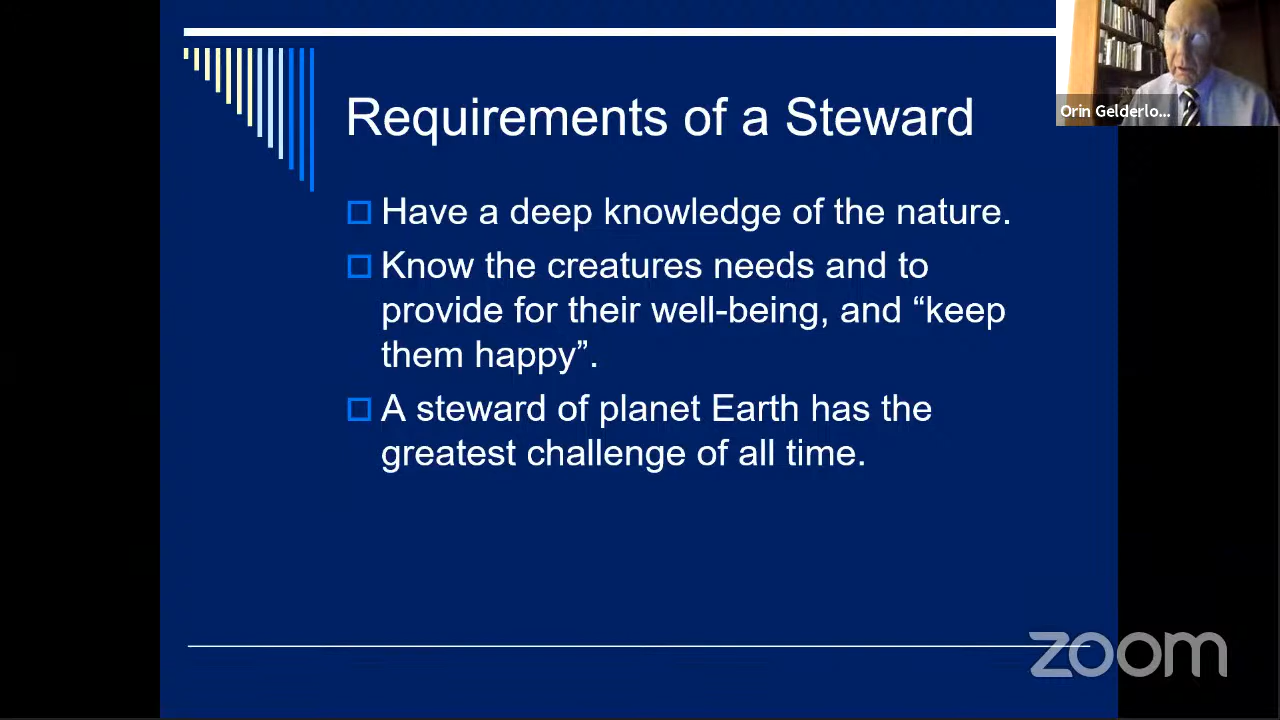 Requirements of a Steward
Orin Gelderlo...
Have a deep knowledge of the nature.
Know the creatures needs and to
provide for their well-being, and “keep
them happy”.
A steward of planet Earth has the
greatest challenge of all time.
zoom